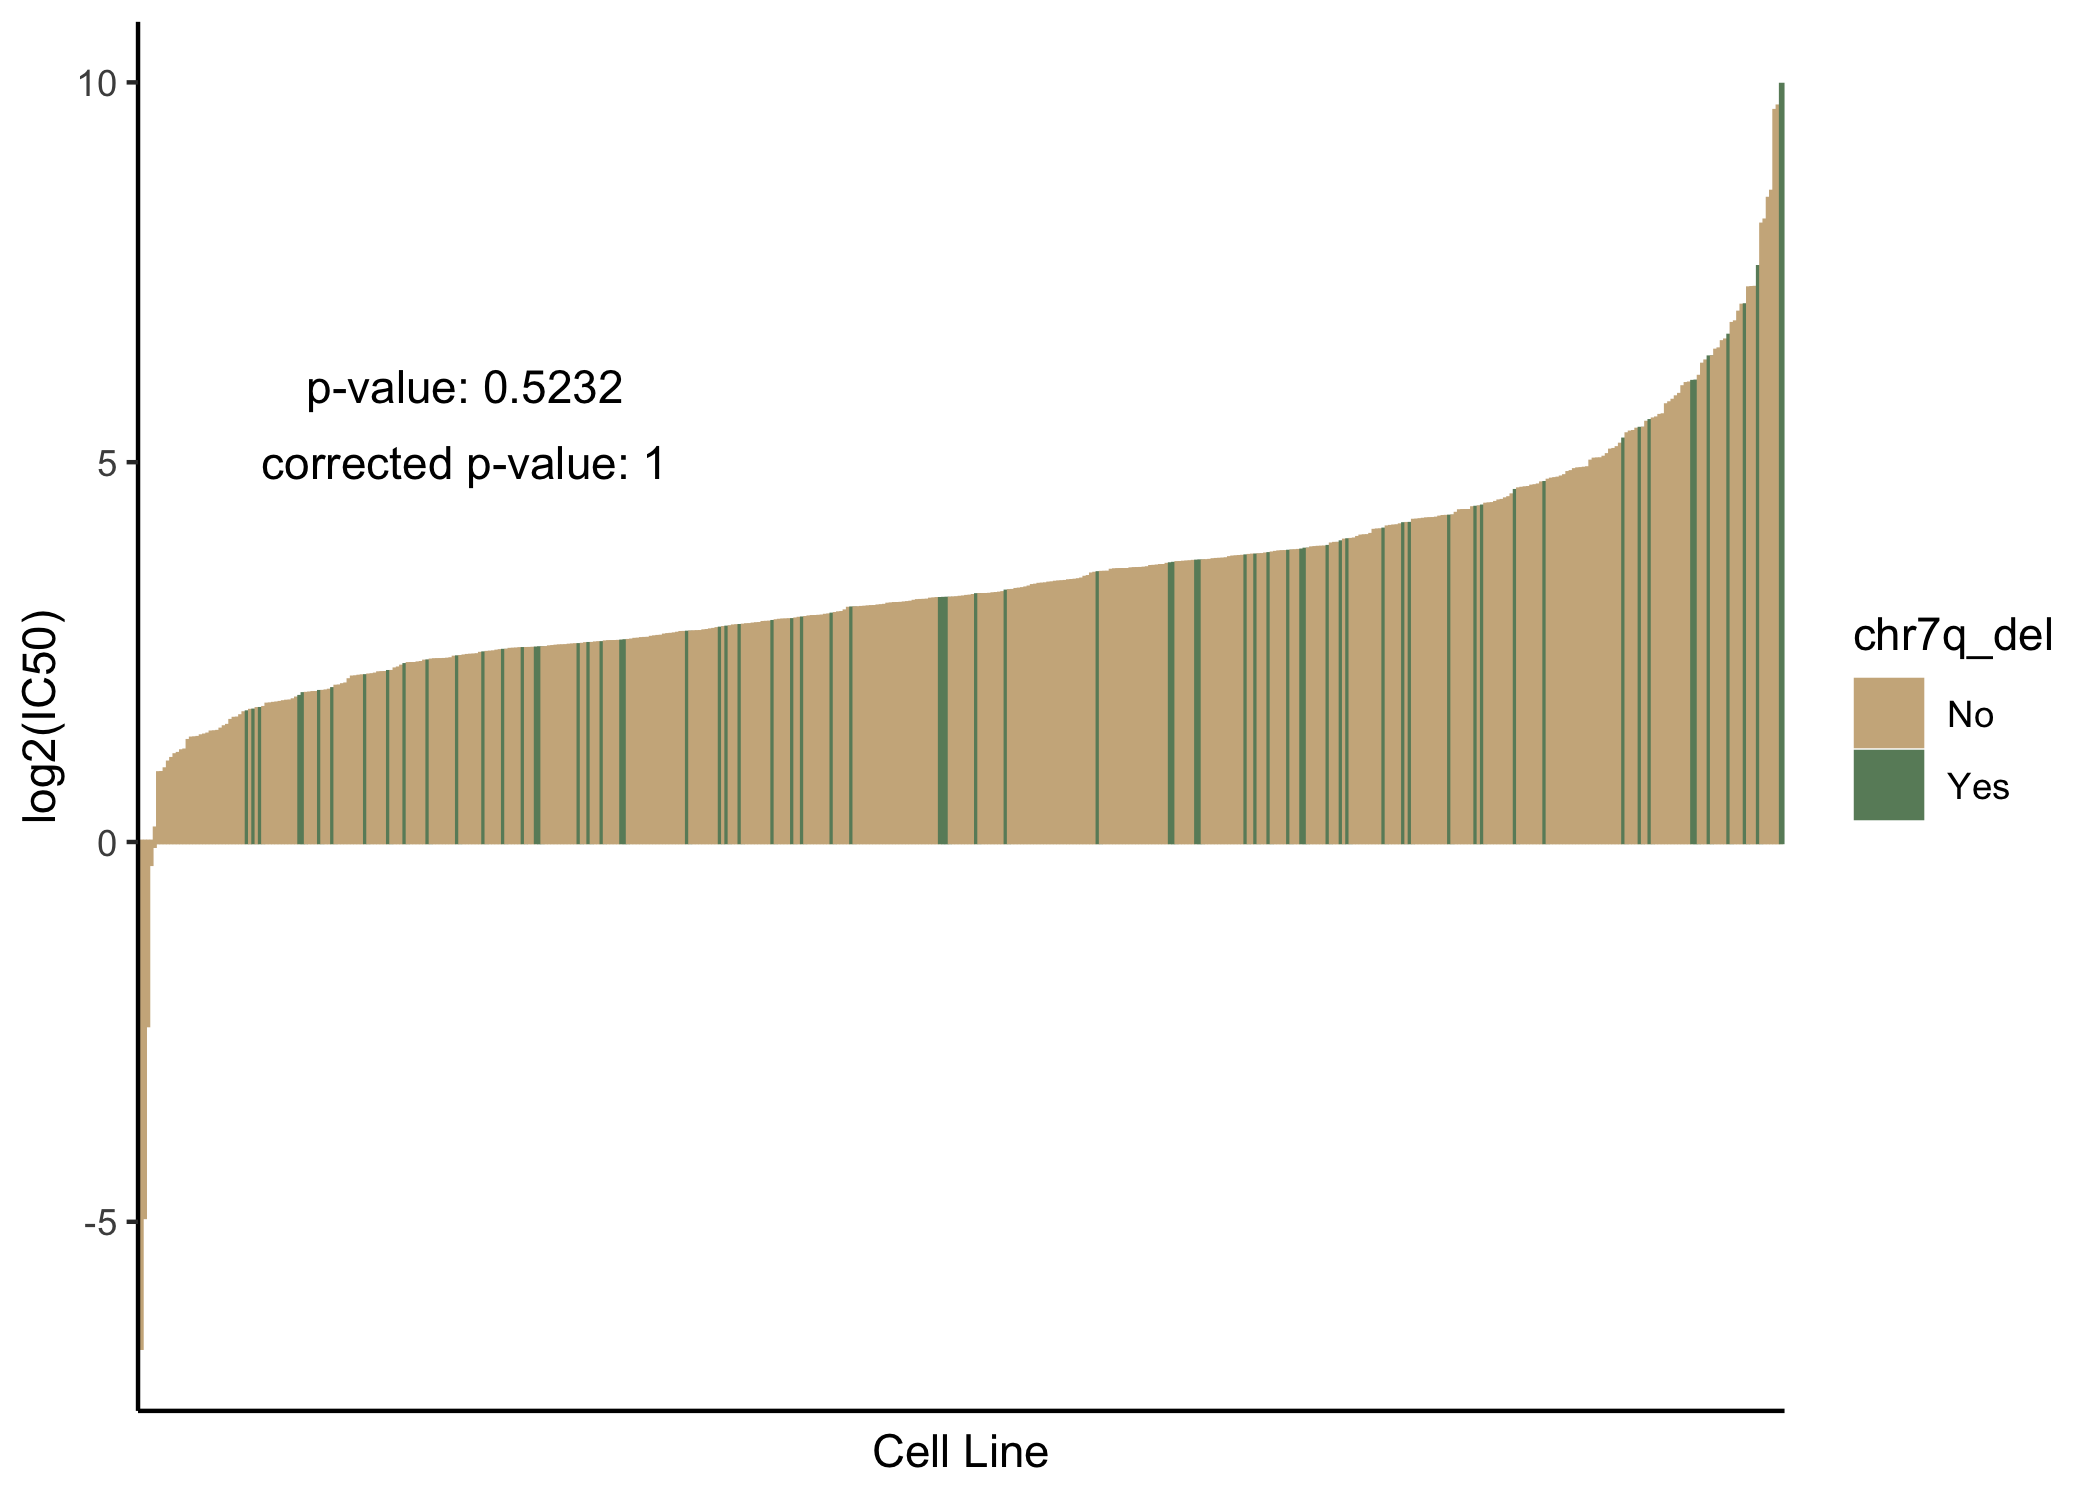 10
5
0
-5
log2(IC50)
p-value: 0.5232
corrected p-value: 1
Cell Line
chr7q_del
No
Yes